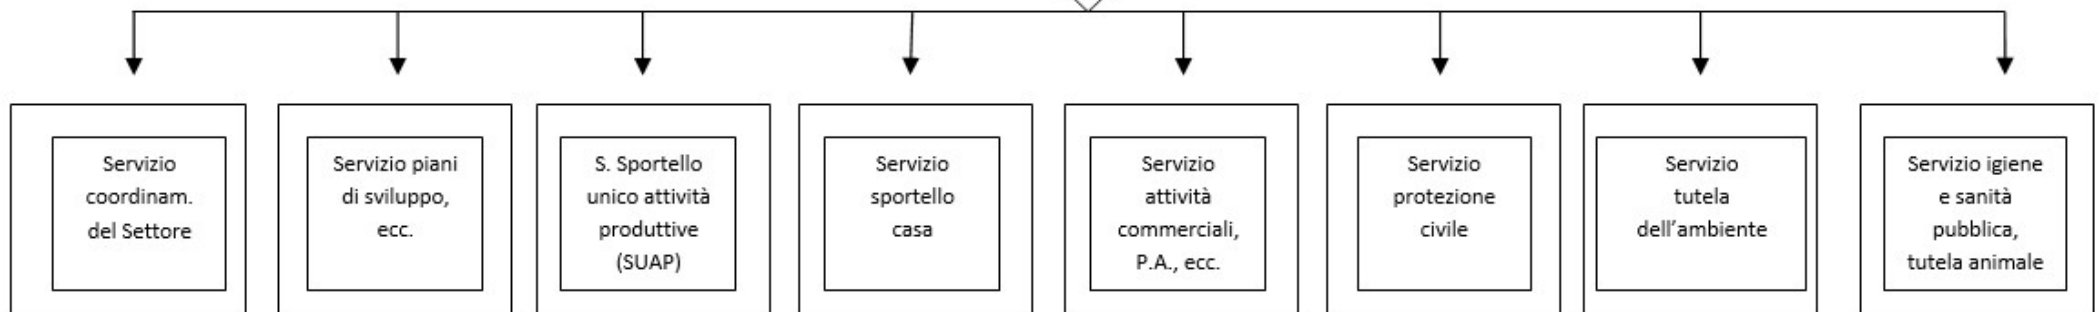 Servizio
coordinam.
del Settore
Servizio piani
di sviluppo,
ecc.
S. Sportello
unico attività
produttive
(SUAP)
Servizio
sportello
casa
Servizio
attività
commerciali,
P.A., ecc.
Servizio
protezione
civile
Servizio
tutela
dell’ambiente
Servizio igiene
e sanità
pubblica,
tutela animale